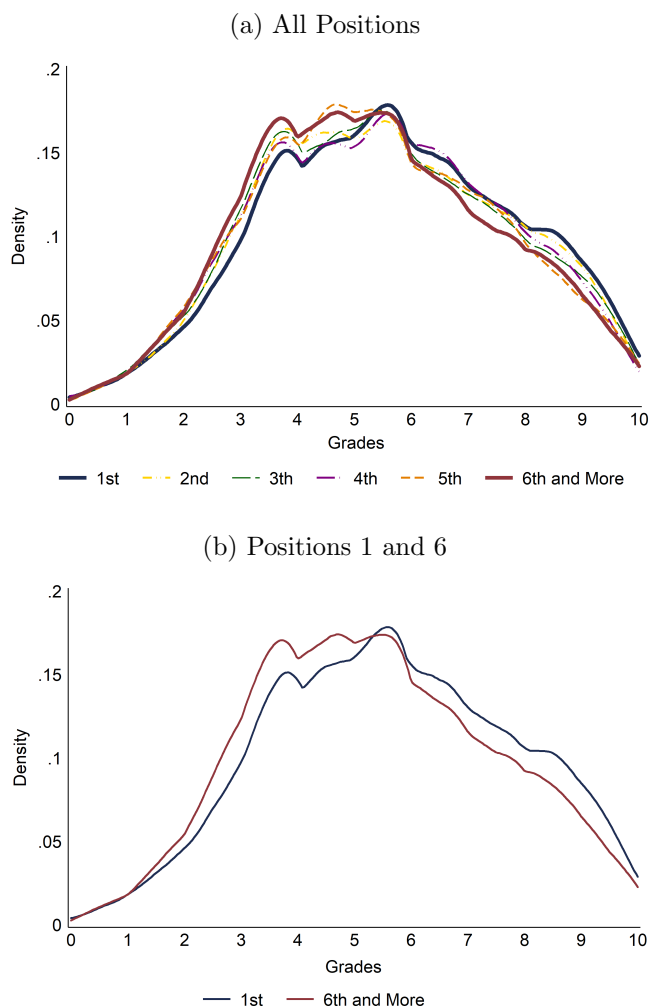 (a) All Positions
.2
.15
.1
.05
0
Density
0 1 2 3 4 5 6 7 8 9 10
Grades
1st 2nd 3th 4th 5th 6th and More
(b) Positions 1 and 6
.2
.15
.1
.05
0
Density
0 1 2 3 4 5 6 7 8 9 10
Grades
1st 6th and More